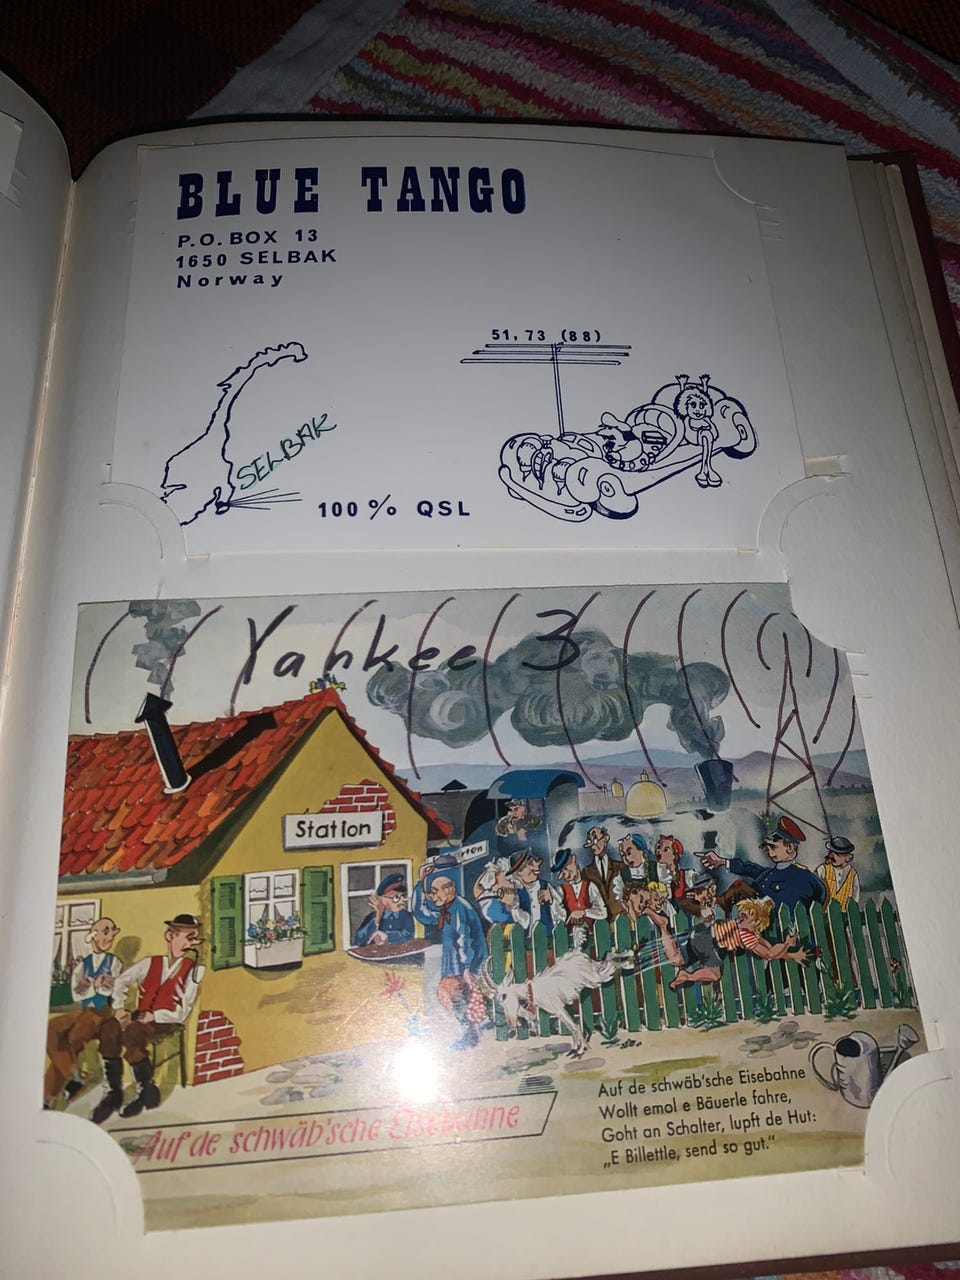 BLUE TANGO
P.O. BOX 13
1650 SELBAK
Norway
51,73 (88)
SELBAK
100% QSL
Yankee 3
Station
rten
Auf de schwäb'sche Eisebahne
Auf de schwäb'sche Eisebahne
Wollt emol e Bäuerle fahre,
Goht an Schalter, lupft de Hut:
„E Billettle, send so gut."